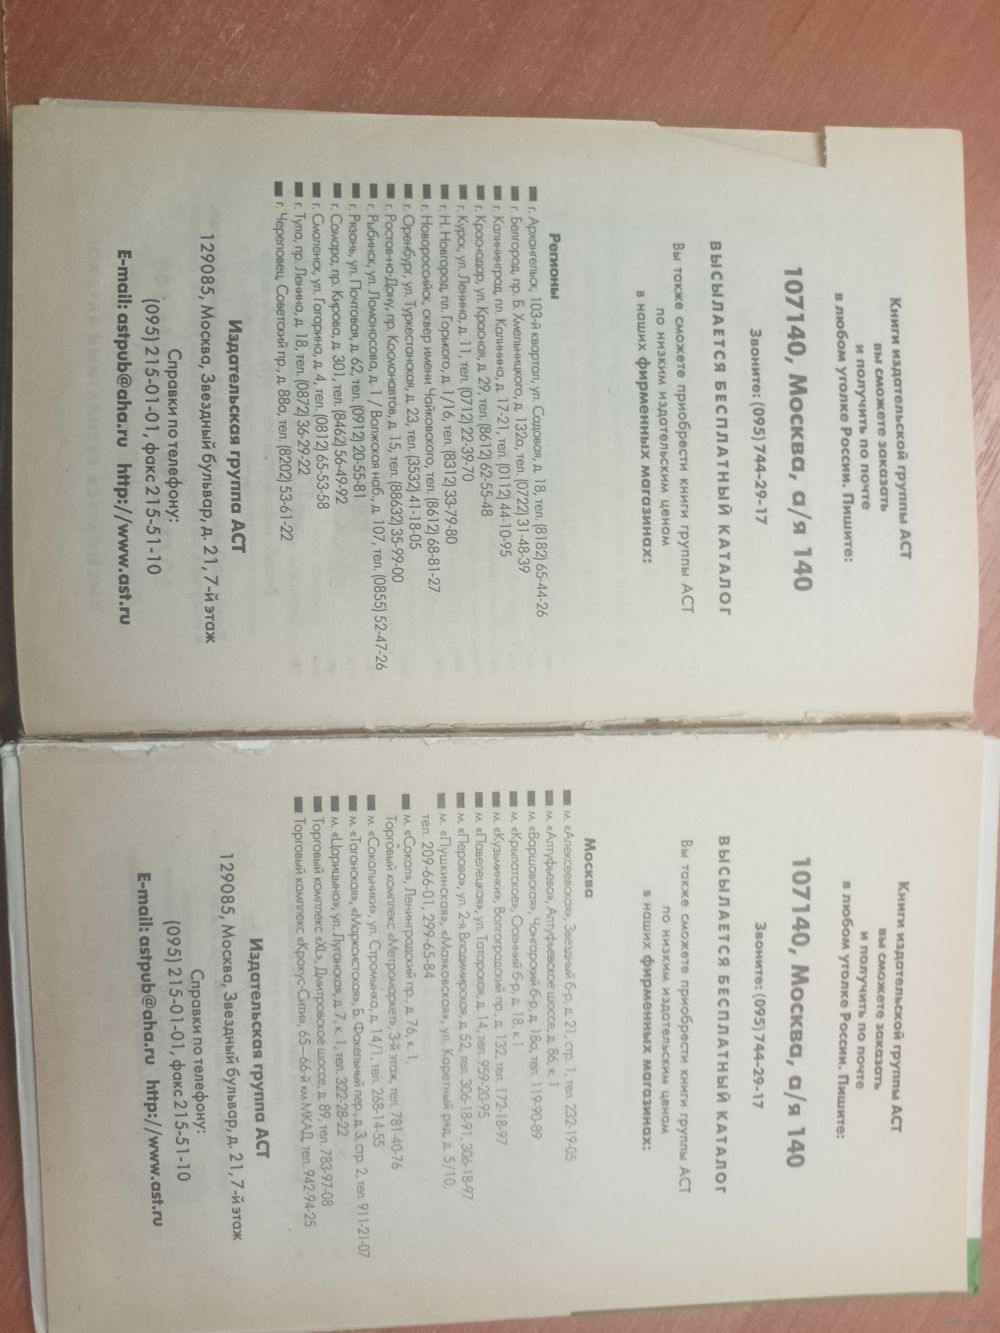 Книги издательской группы АСТ
вы сможете заказать
и получить по почте
в любом уголке России. Пишите:
107140, Москва, а/я 140
Звоните: (095) 744-29-17
ВЫСЫЛАЕТСЯ БЕСПЛАТНЫЙ КАТАЛОГ
Вы также сможете приобрести книги группы АСТ
по низким издательским ценам
в наших фирменных магазинах:
Регионы
г. Архангельск, 103-й квартал, ул. Садовая, д. 18, тел. (8182) 65-44-26
г. Белгород, пр. Б. Хмельницкого, д. 132а, тел. (0722) 31-48-39
г. Калининград, пл. Калинина, д. 17-21, тел. (0112) 44-10-95
г. Краснодар, ул. Красная, д. 29, тел. (8612) 62-55-48
г. Курск, ул. Ленина, д. 11, тел. (0712) 22-39-70
г. Н. Новгород, пл. Горького, д. 1/16, тел. (8312) 33-79-80
г. Новороссийск, сквер имени Чайковского, тел. (8612) 68-81-27
г. Оренбург, ул. Туркестанская, д. 23, тел. (3532) 41-18-05
г. Ростов-на-Дону, пр. Космонавтов, д. 15, тел. (88632) 35-99-00
г. Рыбинск, ул. Ломоносова, д. 1 / Волжская наб., д. 107, тел. (0855) 52-47-26
г. Рязань, ул. Почтовая, д. 62, тел. (0912) 20-55-81
г. Самара, пр. Кирова, д. 301, тел. (8462) 56-49-92
г. Смоленск, ул. Гагарина, д. 4, тел. (0812) 65-53-58
г. Тула, пр. Ленина, д. 18, тел. (0872) 36-29-22
г. Череповец, Советский пр., д. 88а, тел. (8202) 53-61-22
Издательская группа АСТ
129085, Москва, Звездный бульвар, д. 21, 7-й этаж
Справки по телефону:
(095) 215-01-01, факс 215-51-10
E-mail: astpub@aha.ru http://www.ast.ru
Книги издательской группы АСТ
вы сможете заказать
и получить по почте
в любом уголке России. Пишите:
107140, Москва, а/я 140
Звоните: (095) 744-29-17
ВЫСЫЛАЕТСЯ БЕСПЛАТНЫЙ КАТАЛОГ
Вы также сможете приобрести книги группы АСТ
по низким издательским ценам
в наших фирменных магазинах:
Москва
м. «Алексеевская», Звездный б-р, д. 21, стр. 1, тел. 232-19-05
м. «Алтуфьево», Алтуфьевское шоссе, д. 86, к. 1
м. «Варшавская», Чонгарский б-р, д. 18а, тел. 119-90-89
м. «Крылатское», Осенний б-р, д. 18, к. 1
м. «Кузьминки», Волгоградский пр., д. 132, тел. 172-18-97
м. «Павелецкая», ул. Татарская, д. 14, тел. 959-20-95
м. «Перово», ул. 2-я Владимирская, д. 52, тел. 306-18-91, 306-18-97
м. «Пушкинская», «Маяковская», ул. Каретный ряд, д. 5/10,
тел. 209-66-01, 299-65-84
м. «Сокол», Ленинградский пр., д. 76, к. 1,
Торговый комплекс «Метромаркет», 3-й этаж, тел. 781-40-76
м. «Сокольники», ул. Стромынка, д. 14/1, тел. 268-14-55
м. «Таганская», «Марксистская», Б. Факельный пер., д. 3, стр. 2, тел. 911-21-07
м. «Царицыно», ул. Луганская, д. 7, к. 1, тел. 322-28-22
Торговый комплекс «XL», Дмитровское шоссе, д. 89, тел. 783-97-08
Торговый комплекс «Крокус-Сити», 65—66-й км МКАД, тел. 942-94-25
Издательская группа АСТ
129085, Москва, Звездный бульвар, д. 21, 7-й этаж
Справки по телефону:
(095) 215-01-01, факс 215-51-10
E-mail: astpub@aha.ru http://www.ast.ru